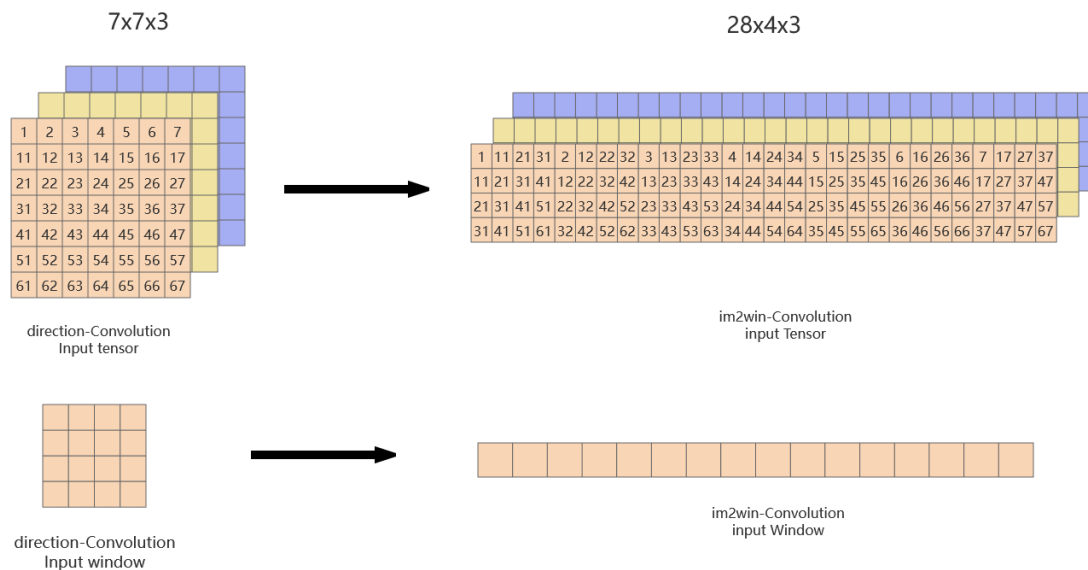 7x7x3
28x4x3
1 2 3 4 5 6 7
11 12 13 14 15 16 17
21 22 23 24 25 26 27
31 32 33 34 35 36 37
41 42 43 44 45 46 47
51 52 53 54 55 56 57
61 62 63 64 65 66 67
1 11 21 31 2 12 22 32 3 13 23 33 4 14 24 34 5 15 25 35 6 16 26 36 7 17 27 37
11 21 31 41 12 22 32 42 13 23 33 43 14 24 34 44 15 25 35 45 16 26 36 46 17 27 37 47
21 31 41 51 22 32 42 52 23 33 43 53 24 34 44 54 25 35 45 55 26 36 46 56 27 37 47 57
31 41 51 61 32 42 52 62 33 43 53 63 34 44 54 64 35 45 55 65 36 46 56 66 37 47 57 67
direction-Convolution
Input tensor
im2win-Convolution
input Tensor
direction-Convolution
Input window
im2win-Convolution
input Window